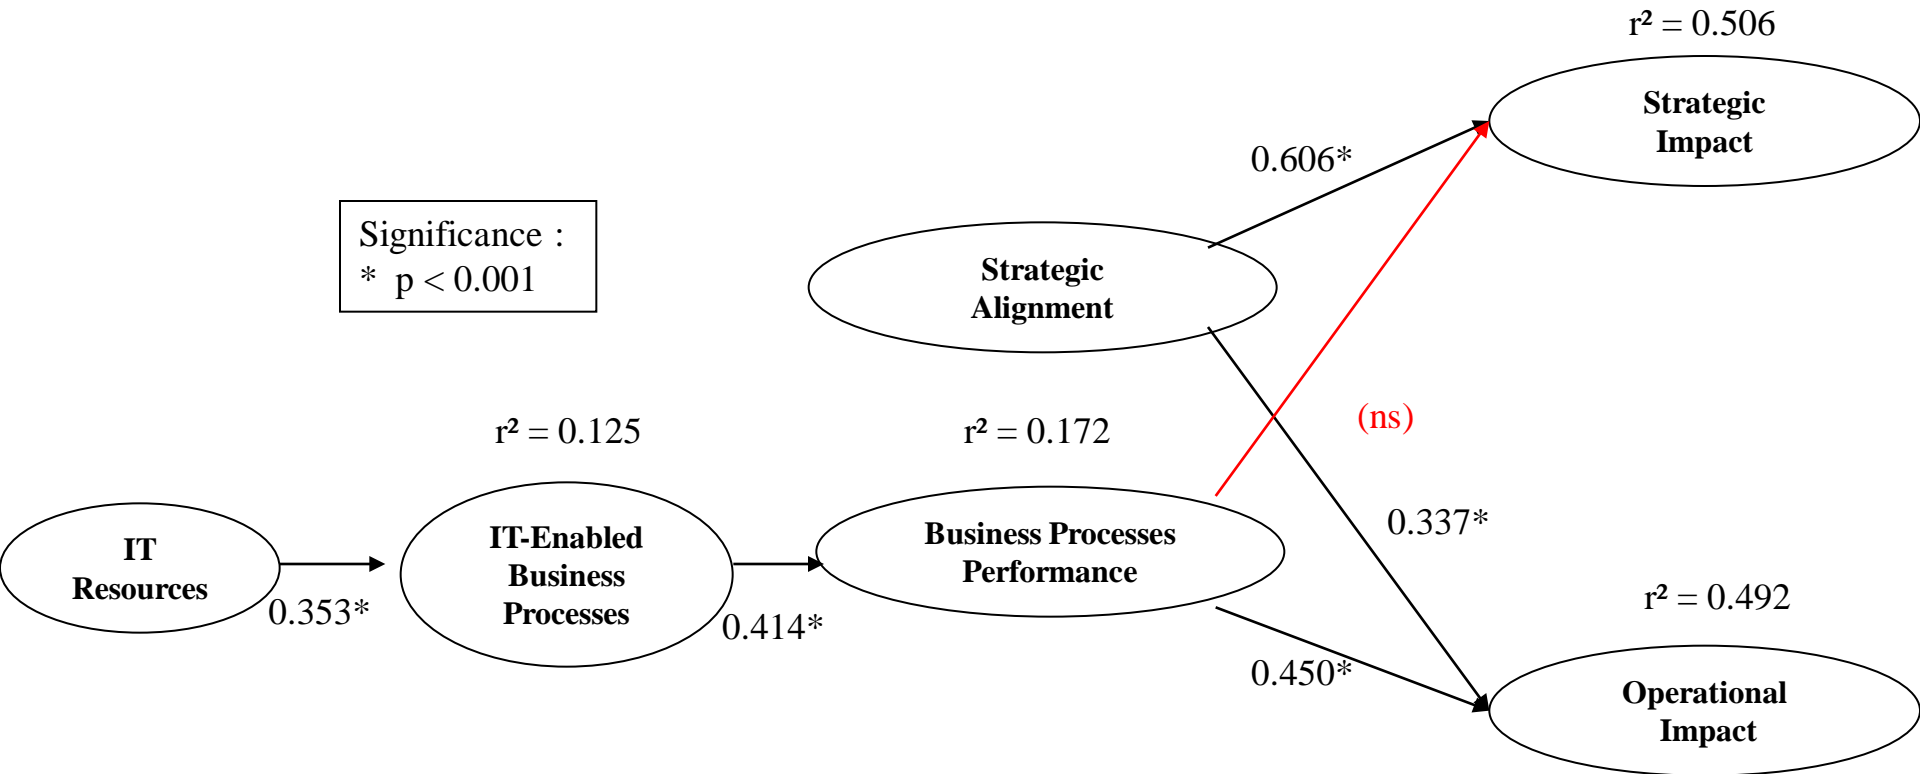 r² = 0.506
Strategic
Impact
0.606*
Significance :
* p < 0.001
Strategic
Alignment
(ns)
r² = 0.125
r² = 0.172
0.337*
IT
Resources
0.353*
IT-Enabled
Business
Processes
0.414*
Business Processes
Performance
0.450*
r² = 0.492
Operational
Impact